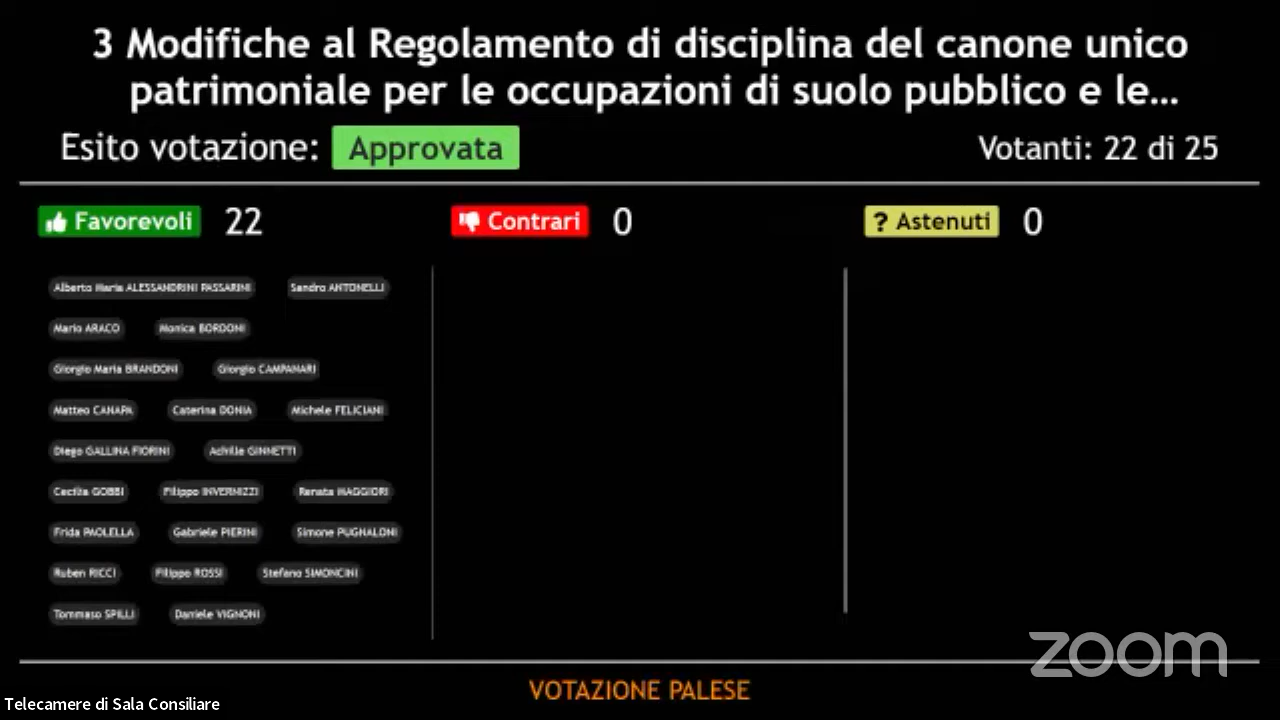 3 Modifiche al Regolamento di disciplina del canone unico
patrimoniale per le occupazioni di suolo pubblico e le...
Esito votazione: Approvata Votanti: 22 di 25
Favorevoli 22 Contrari 0 ? Astenuti 0
Alberto Maria ALESSANDRINI PASSARINI Sandro ANTONELLI
Mario ARACO Monica BORDONI
Giorgio Maria BRANDONI Giorgio CAMPANARI
Matteo CANAPA Caterina DONIA Michele FELICIANI
Diego GALLINA FIORINI Achille GINNETTI
Cecilia GOBBI Filippo INVERNIZZI Renata MAGGIORI
Frida PAOLELLA Gabriele PIERINI Simone PUGNALONI
Ruben RICCI Filippo ROSSI Stefano SIMONCINI
Tommaso SPILLI Daniele VIGNONI
zoom
VOTAZIONE PALESE
Telecamere di Sala Consiliare